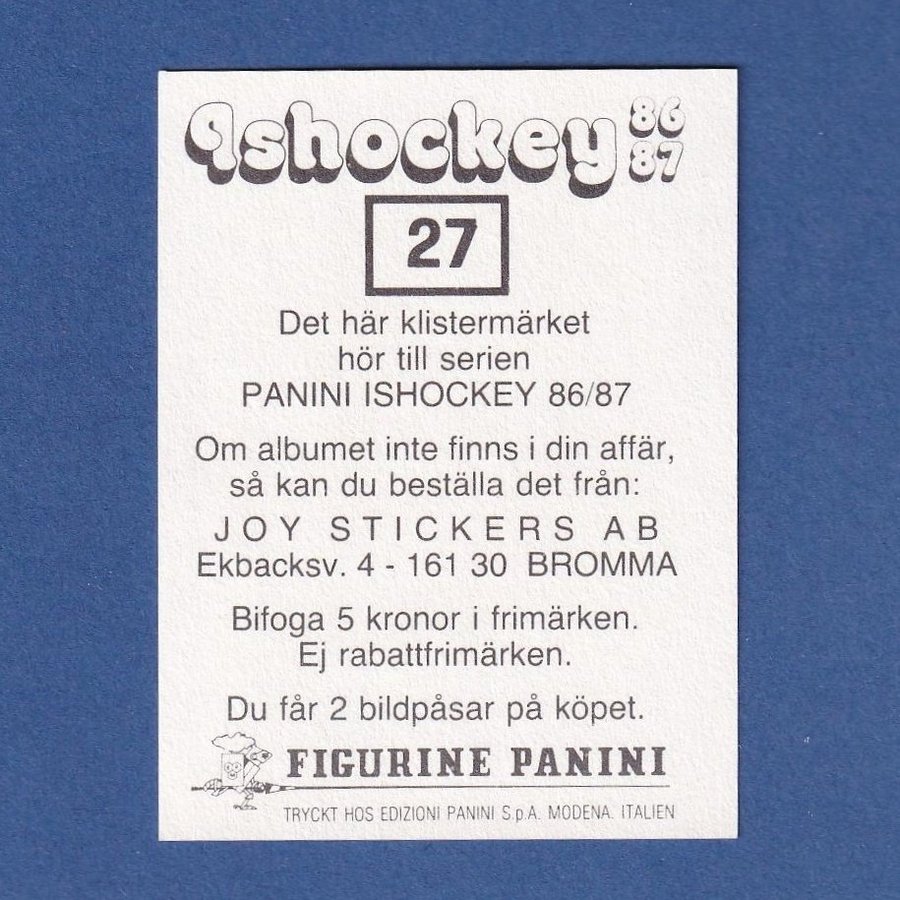 Ishockey 86
87
27
Det här klistermärket
hör till serien
PANINI ISHOCKEY 86/87
Om albumet inte finns i din affär,
så kan du beställa det från:
JOY STICKERS AB
Ekbacksv. 4 - 161 30 BROMMA
Bifoga 5 kronor i frimärken.
Ej rabattfrimärken.
Du får 2 bildpåsar på köpet.
FIGURINE PANINI
TRYCKT HOS EDIZIONI PANINI S.p.A. MODENA. ITALIEN